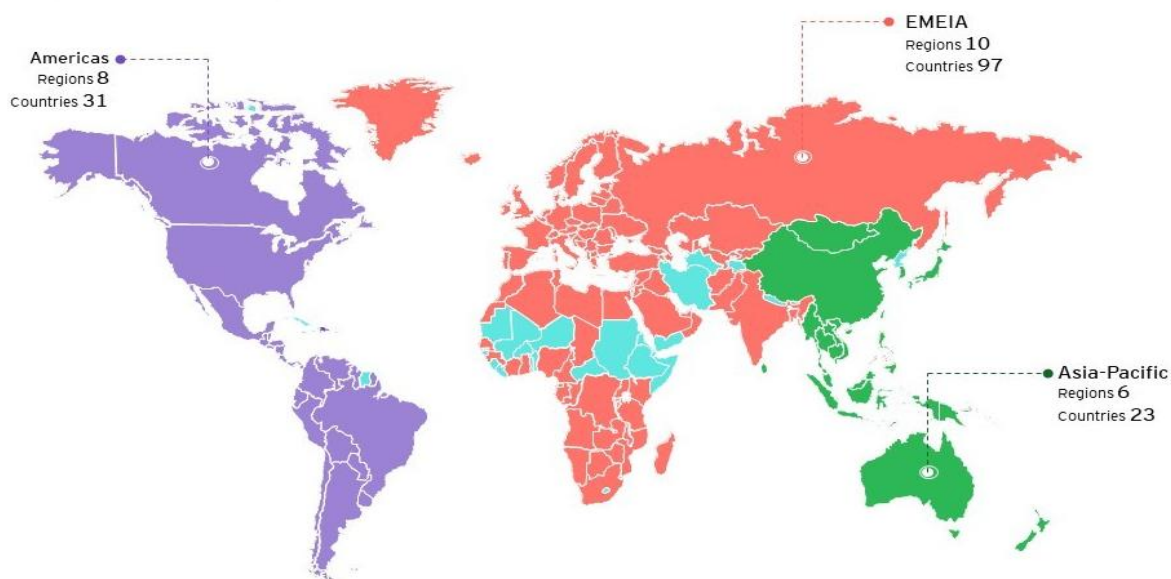 EMEIA
Regions 10
Countries 97
Americas
Regions 8
Countries 31
Asia-Pacific
Regions 6
Countries 23